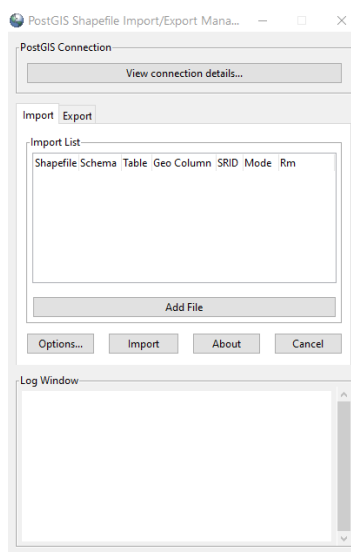 PostGIS Shapefile Import/Export Mana...
PostGIS Connection
View connection details...
Import Export
Import List
Shapefile Schema Table Geo Column SRID Mode Rm
Add File
Options... Import About Cancel
Log Window